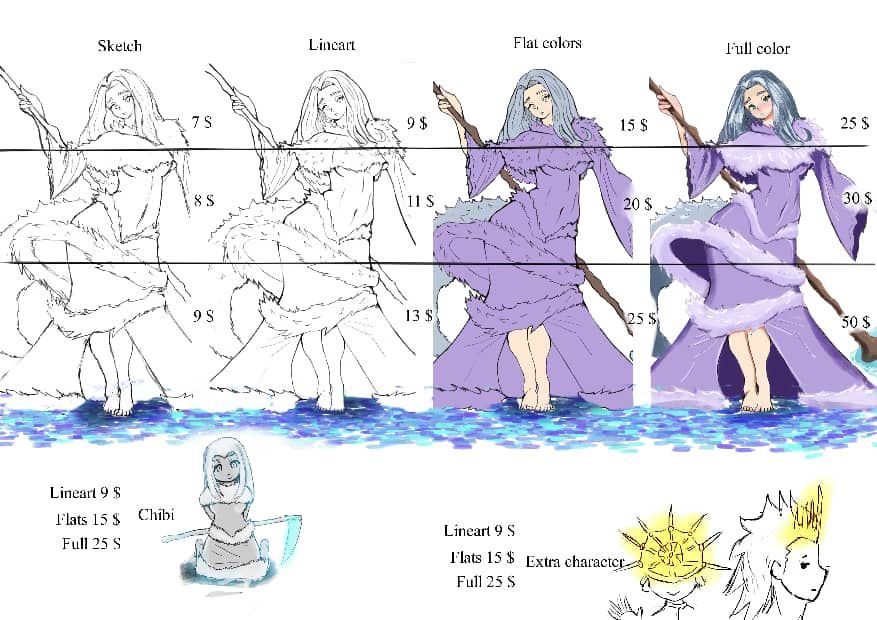 Sketch
Lineart
Flat colors
Full color
7 $
9 $
15 $
25 $
8 $
11 $
20 $
30 $
9 $
13 $
25 $
50 $
Lineart 9 $
Flats 15 $
Full 25 $
Chibi
Lineart 9 $
Flats 15 $
Full 25 $
Extra character